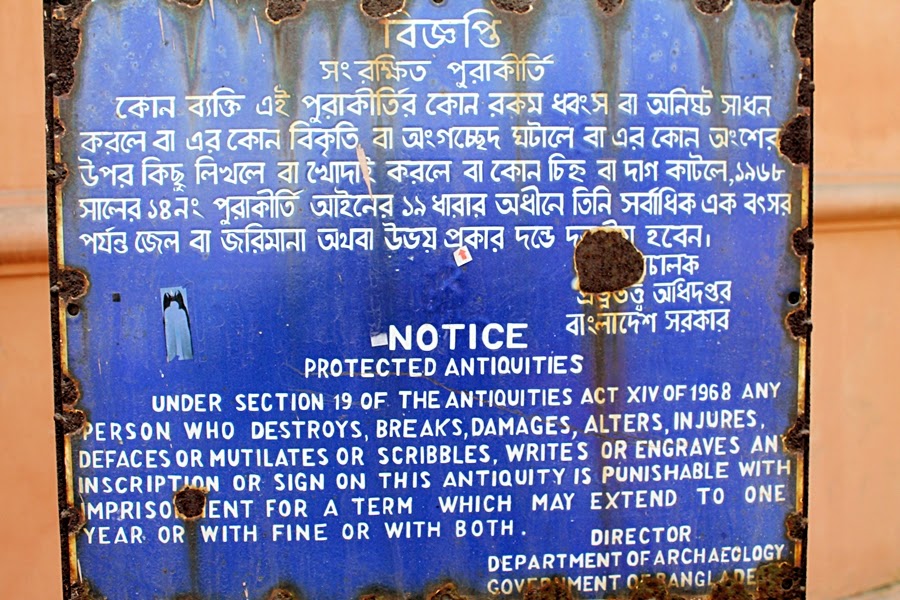 বিজ্ঞপ্তি
সংরক্ষিত পুরাকীর্তি
কোন ব্যক্তি এই পুরাকীর্তির কোন রকম ধ্বংস বা অনিষ্ট সাধন
করলে বা এর কোন বিকৃতি বা অংগচ্ছেদ ঘটালে বা এর কোন অংশের
উপর কিছু লিখলে বা খোদাই করলে বা কোন চিহ্ন বা দাগ কাটলে, ১৯৬৮
সালের ১৪নং পুরাকীর্তি আইনের ১৯ ধারার অধীনে তিনি সর্বাধিক এক বৎসর
পর্যন্ত জেল বা জরিমানা অথবা উভয় প্রকার দন্ডে হবেন।
প্রত্নতত্ত্ব অধিদপ্তর
বাংলাদেশ সরকার
NOTICE
PROTECTED ANTIQUITIES
UNDER SECTION 19 OF THE ANTIQUITIES ACT XIV OF 1968 ANY
PERSON WHO DESTROYS, BREAKS, DAMAGES, ALTERS, INJURES,
DEFACES OR MUTILATES OR SCRIBBLES, WRITES OR ENGRAVES ANY
INSCRIPTION OR SIGN ON THIS ANTIQUITY IS PUNISHABLE WITH
IMPRISONMENT FOR A TERM WHICH MAY EXTEND TO ONE
YEAR OR WITH FINE OR WITH BOTH.
DIRECTOR
DEPARTMENT OF ARCHAEOLOGY
GOVERNMENT OF BANGLADESH